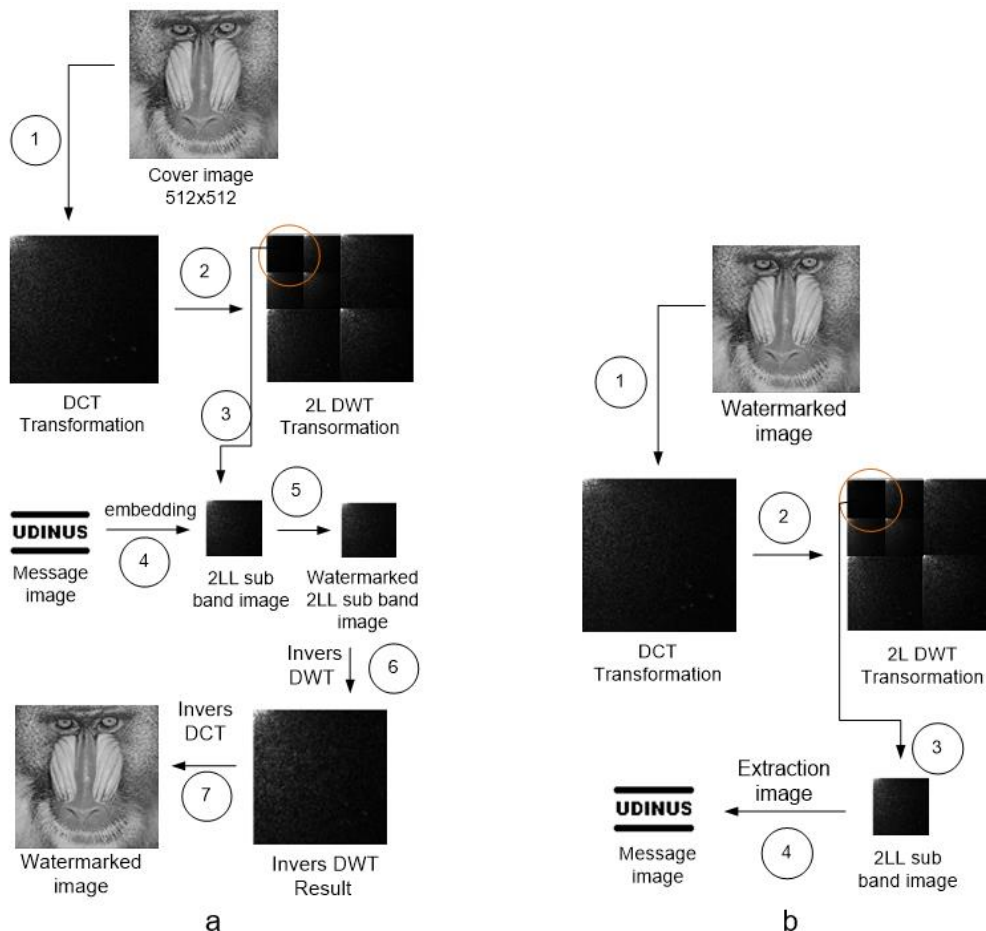 1
Cover image
512x512
2
DCT
Transformation
2L DWT
Transormation
3
UDINUS
Message
image
embedding
4
2LL sub
band image
5
Watermarked
2LL sub band
image
Invers
DWT
6
Invers
DCT
7
Watermarked
image
Invers DWT
Result
a
1
Watermarked
image
2
DCT
Transformation
2L DWT
Transormation
3
2LL sub
band image
Extraction
image
4
UDINUS
Message
image
b